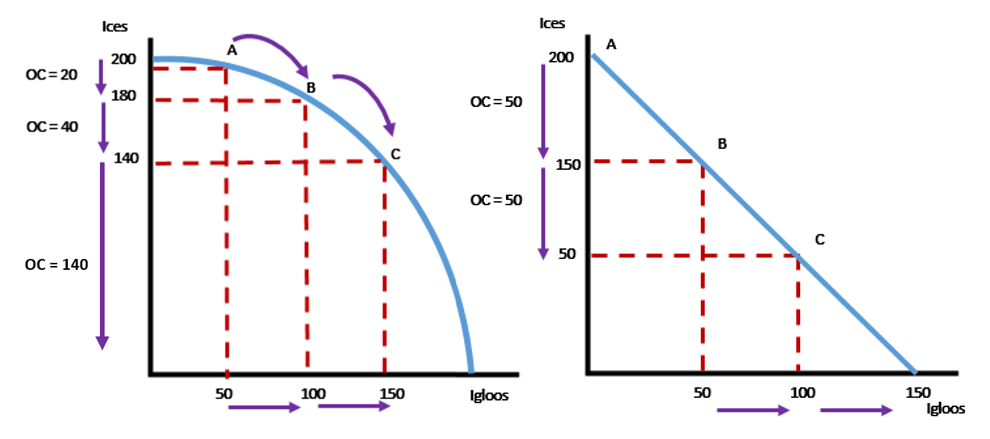 Ices
200
A
OC = 20
180
B
OC = 40
140
C
OC = 140
50
100
150
Igloos
Ices
200
A
OC = 50
B
150
OC = 50
C
50
50
100
150
Igloos